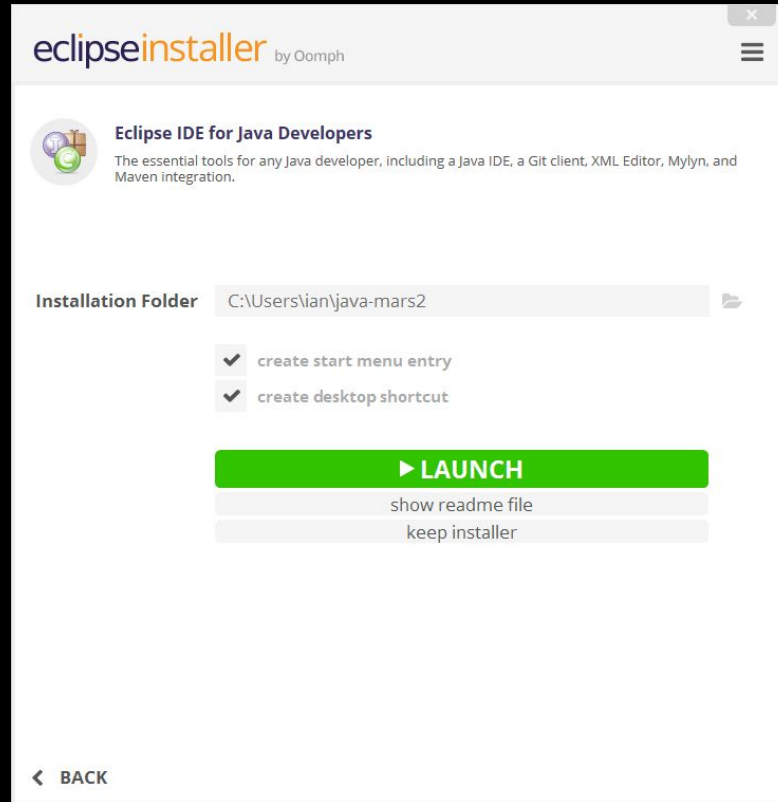 eclipseinstaller by Oomph
Eclipse IDE for Java Developers
The essential tools for any Java developer, including a Java IDE, a Git client, XML Editor, Mylyn, and
Maven integration.
Installation Folder C:\Users\ian\java-mars2
create start menu entry
create desktop shortcut
LAUNCH
show readme file
keep installer
BACK